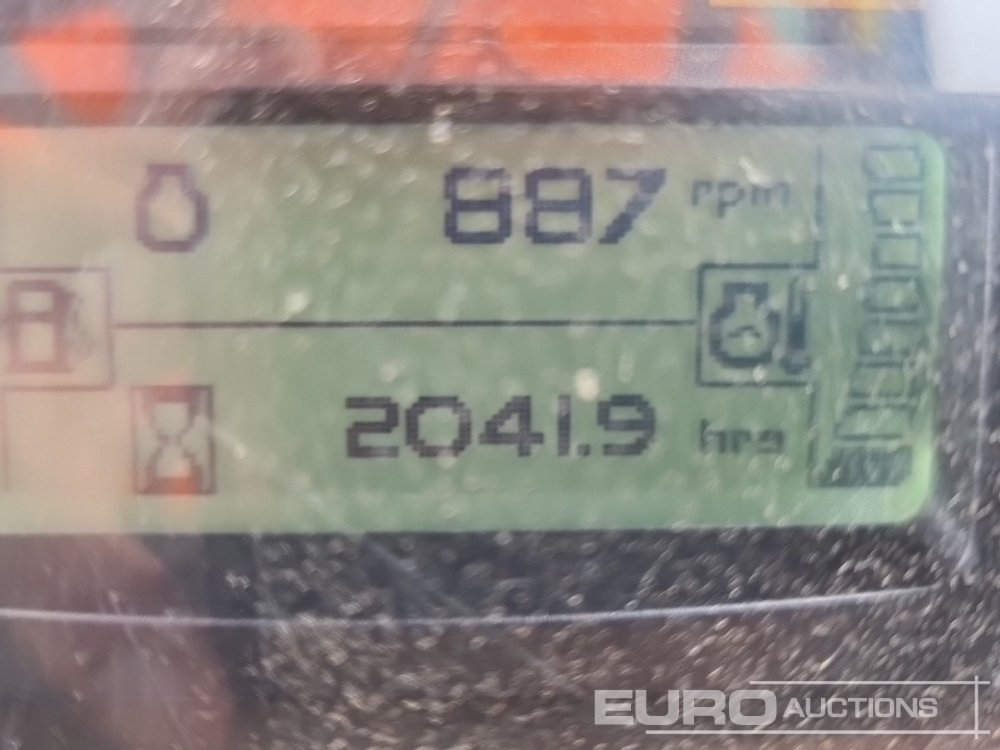 887 rpm
2041.9 hrs
EURO AUCTIONS